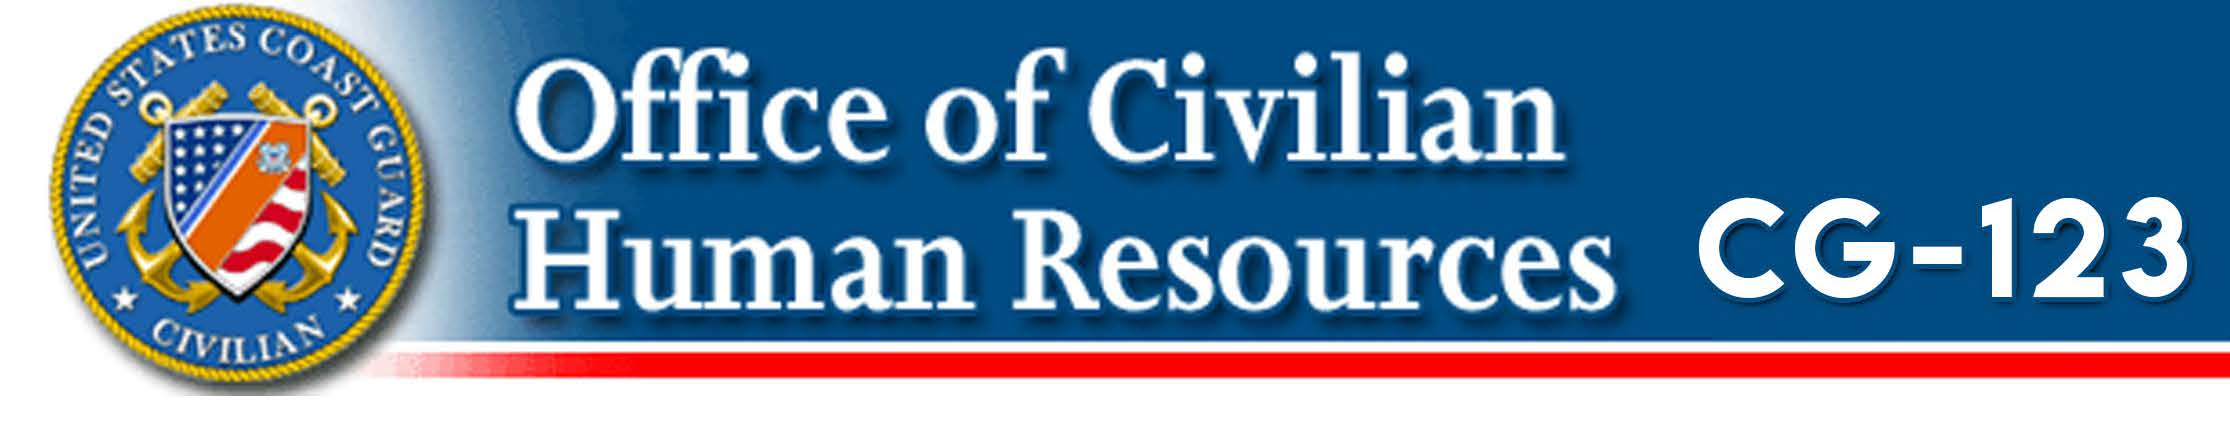 UNITED STATES COAST GUARD
CIVILIAN
Office of Civilian
Human Resources CG-123